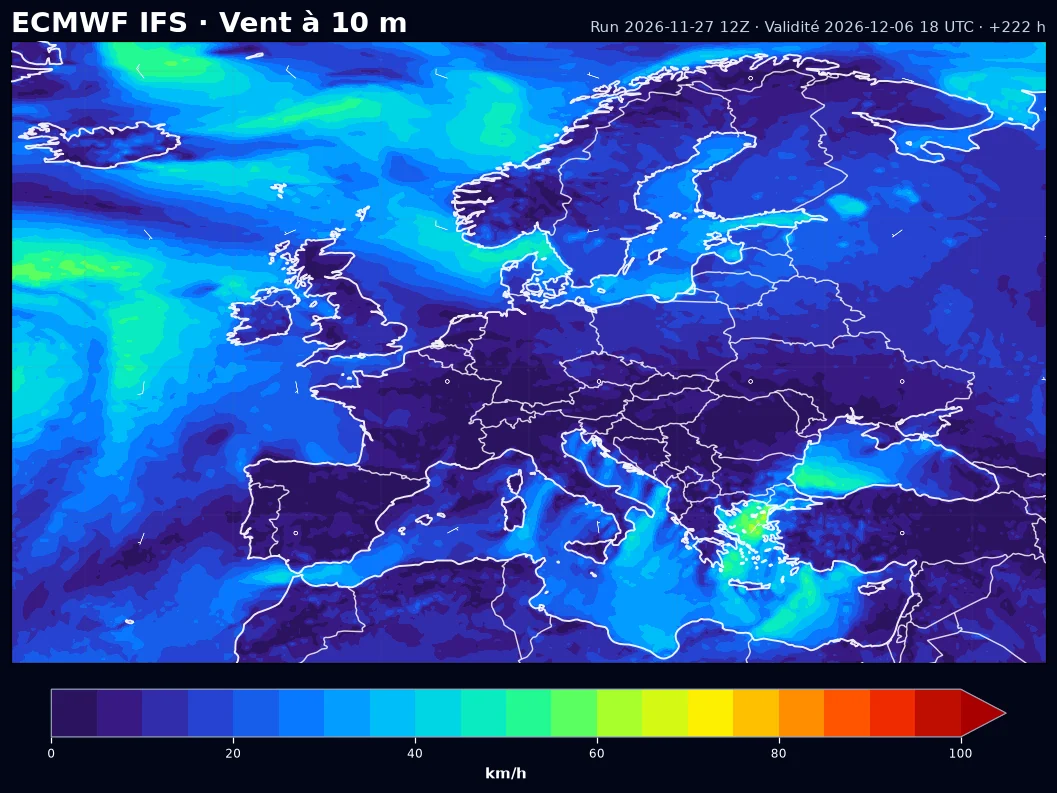 ECMWF IFS · Vent à 10 m
Run 2026-11-27 12Z · Validité 2026-12-06 18 UTC · +222 h
0 20 40 60 80 100
km/h